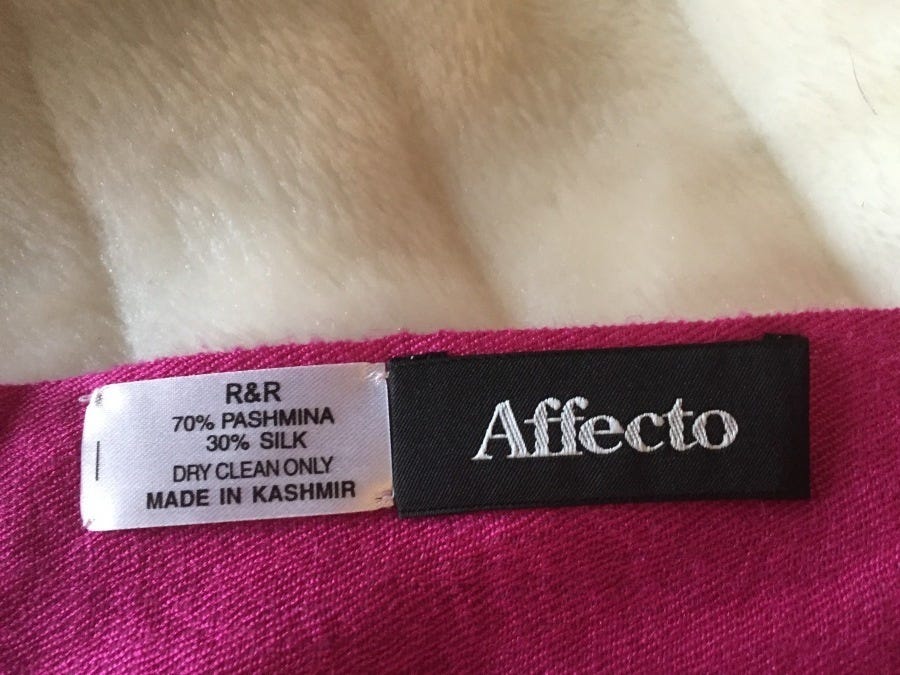 R&R
70% PASHMINA
30% SILK
DRY CLEAN ONLY
MADE IN KASHMIR
Affecto